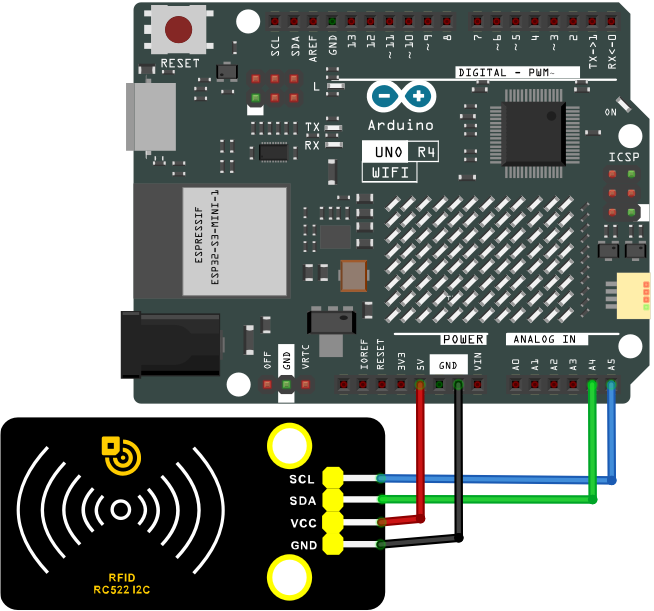 SCL
SDA
AREF
GND
13
12
~11
~10
~9
8
7
~6
~5
4
~3
2
TX->1
RX<-0
RESET
DIGITAL - PWM~
L
ON
TX
RX
Arduino
UNO R4
WIFI
ICSP
ESPRESSIF
ESP32-S3-MINI-1
POWER
ANALOG IN
OFF
GND
VRTC
IOREF
RESET
3V3
5V
GND
VIN
A0
A1
A2
A3
A4
A5
SCL
SDA
VCC
GND
RFID
RC522 I2C